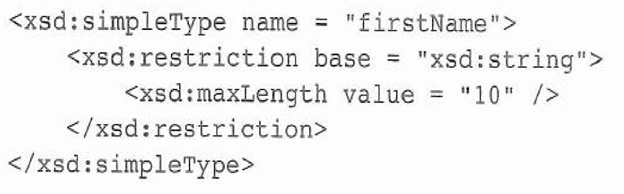 <xsd:simpleType name = "firstName">
<xsd:restriction base = "xsd:string">
<xsd:maxLength value = "10" />
</xsd:restriction>
</xsd:simpleType>